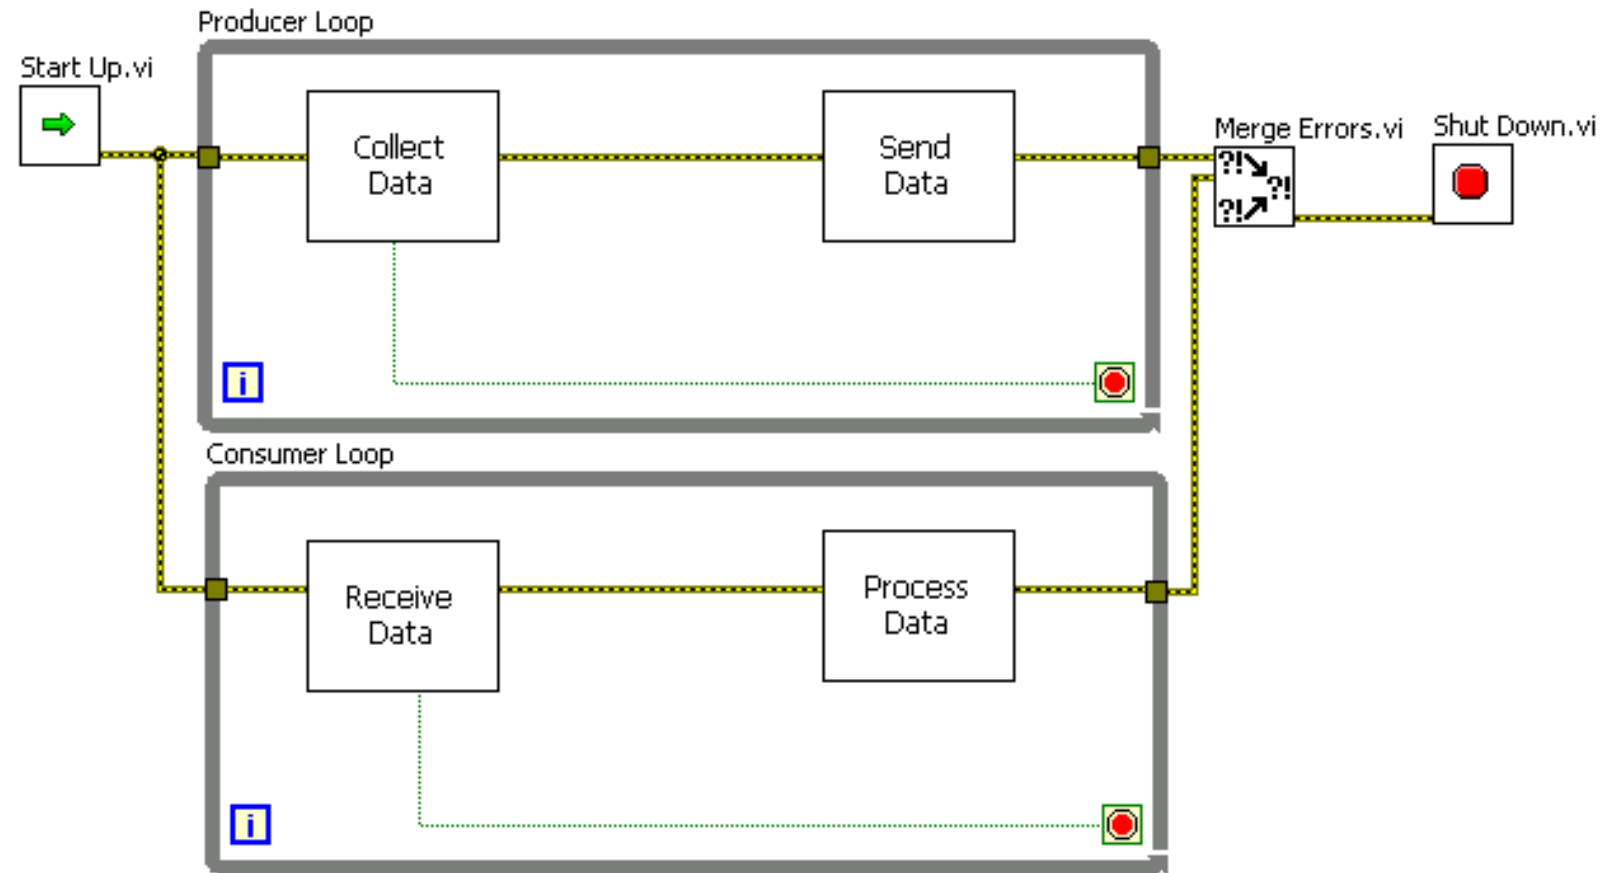 Producer Loop
Start Up.vi
Collect
Data
Send
Data
Merge Errors.vi
Shut Down.vi
?!
?!
?!
i
Consumer Loop
Receive
Data
Process
Data
i